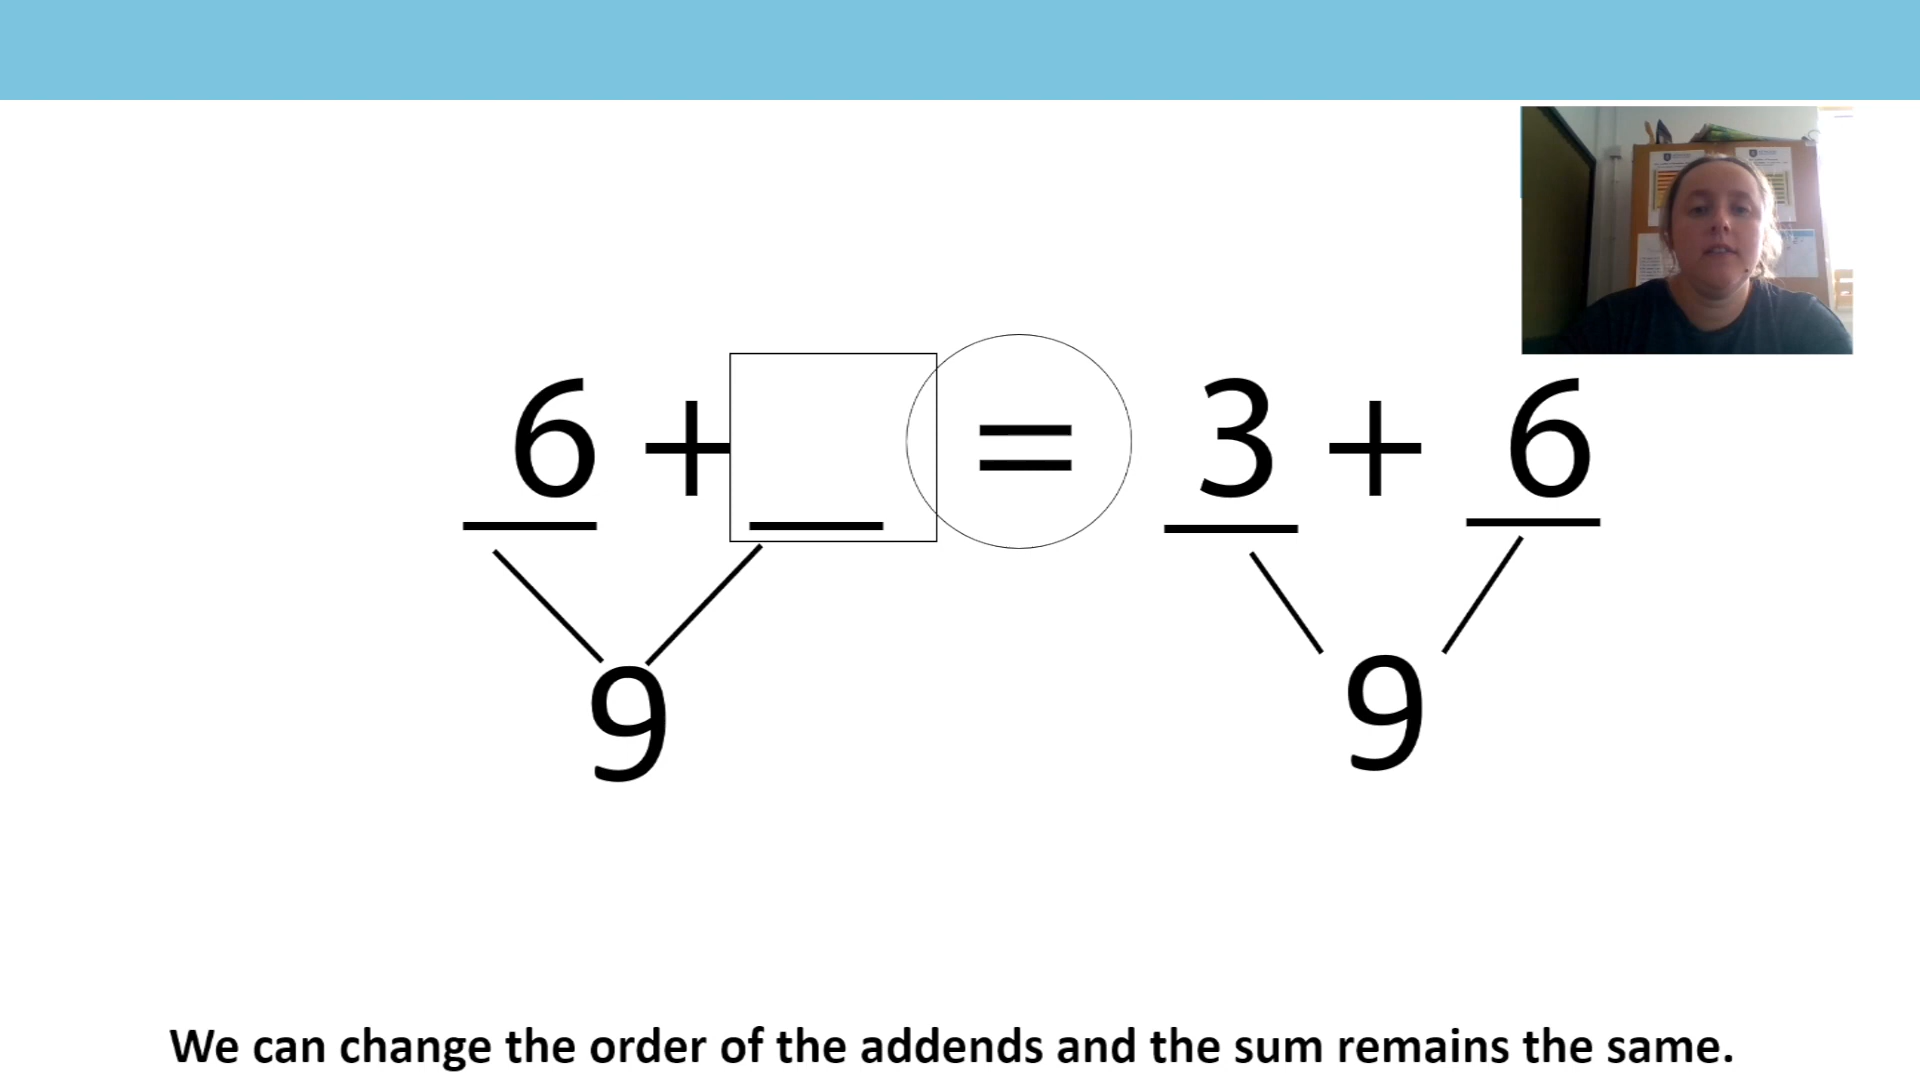 6 + = 3 + 6
9 9
We can change the order of the addends and the sum remains the same.